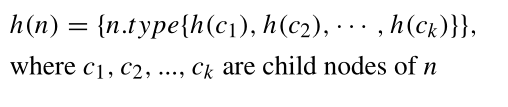 h(n) = {n.type{h(c₁), h(c₂), ⋯ , h(cₖ)}},
where c₁, c₂, ..., cₖ are child nodes of n